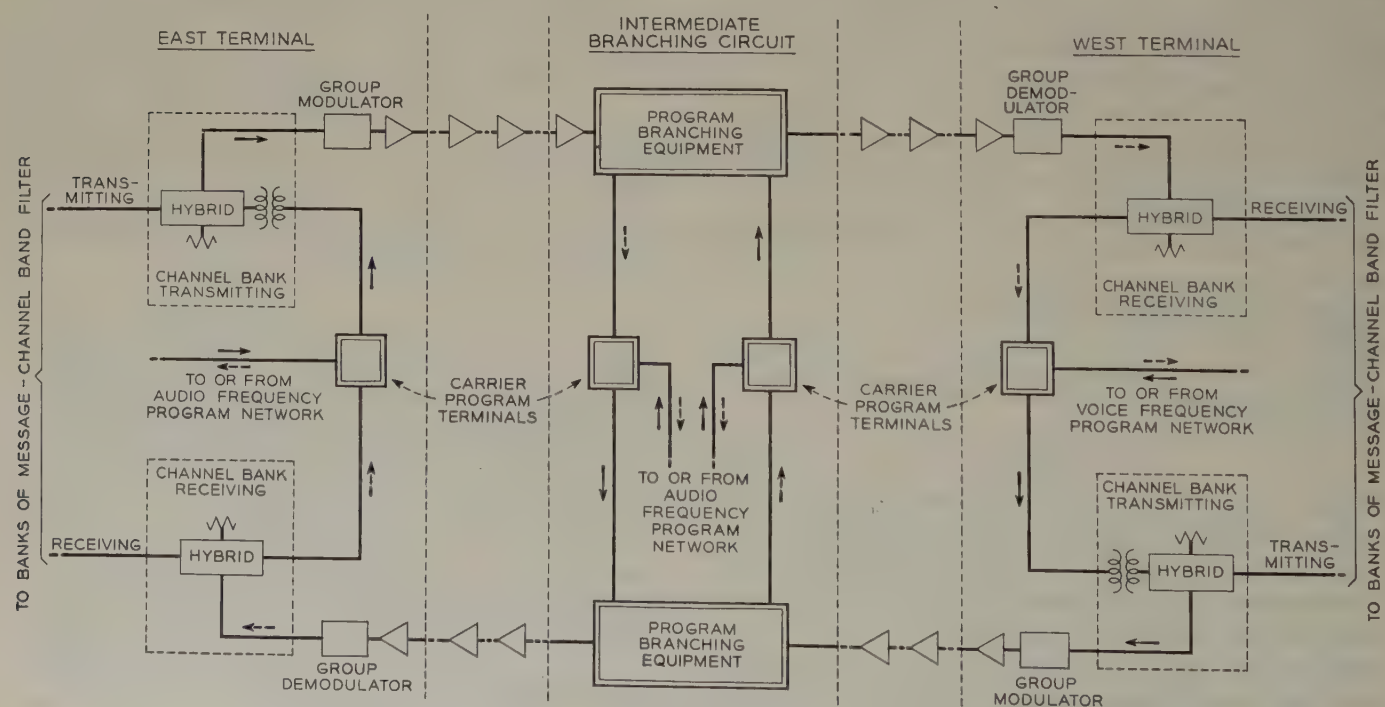 EAST TERMINAL
INTERMEDIATE
BRANCHING CIRCUIT
WEST TERMINAL
GROUP
MODULATOR
GROUP
DEMOD-
ULATOR
PROGRAM
BRANCHING
EQUIPMENT
TO BANKS OF MESSAGE-CHANNEL BAND FILTER
TRANS-
MITTING
HYBRID
CHANNEL BANK
TRANSMITTING
HYBRID
RECEIVING
CHANNEL BANK
RECEIVING
TO BANKS OF MESSAGE-CHANNEL BAND FILTER
TO OR FROM
AUDIO FREQUENCY
PROGRAM NETWORK
CARRIER
PROGRAM
TERMINALS
CARRIER
PROGRAM
TERMINALS
TO OR FROM
VOICE FREQUENCY
PROGRAM NETWORK
TO OR FROM
AUDIO
FREQUENCY
PROGRAM
NETWORK
CHANNEL BANK
RECEIVING
RECEIVING
HYBRID
CHANNEL BANK
TRANSMITTING
HYBRID
TRANS-
MITTING
GROUP
DEMODULATOR
PROGRAM
BRANCHING
EQUIPMENT
GROUP
MODULATOR